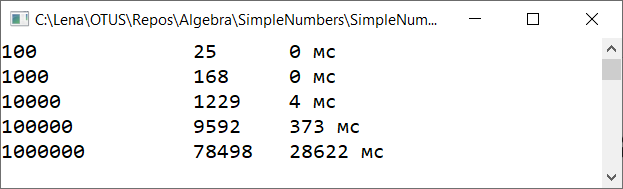 C:\Lena\OTUS\Repos\Algebra\SimpleNumbers\SimpleNum...
100 25 0 мс
1000 168 0 мс
10000 1229 4 мс
100000 9592 373 мс
1000000 78498 28622 мс